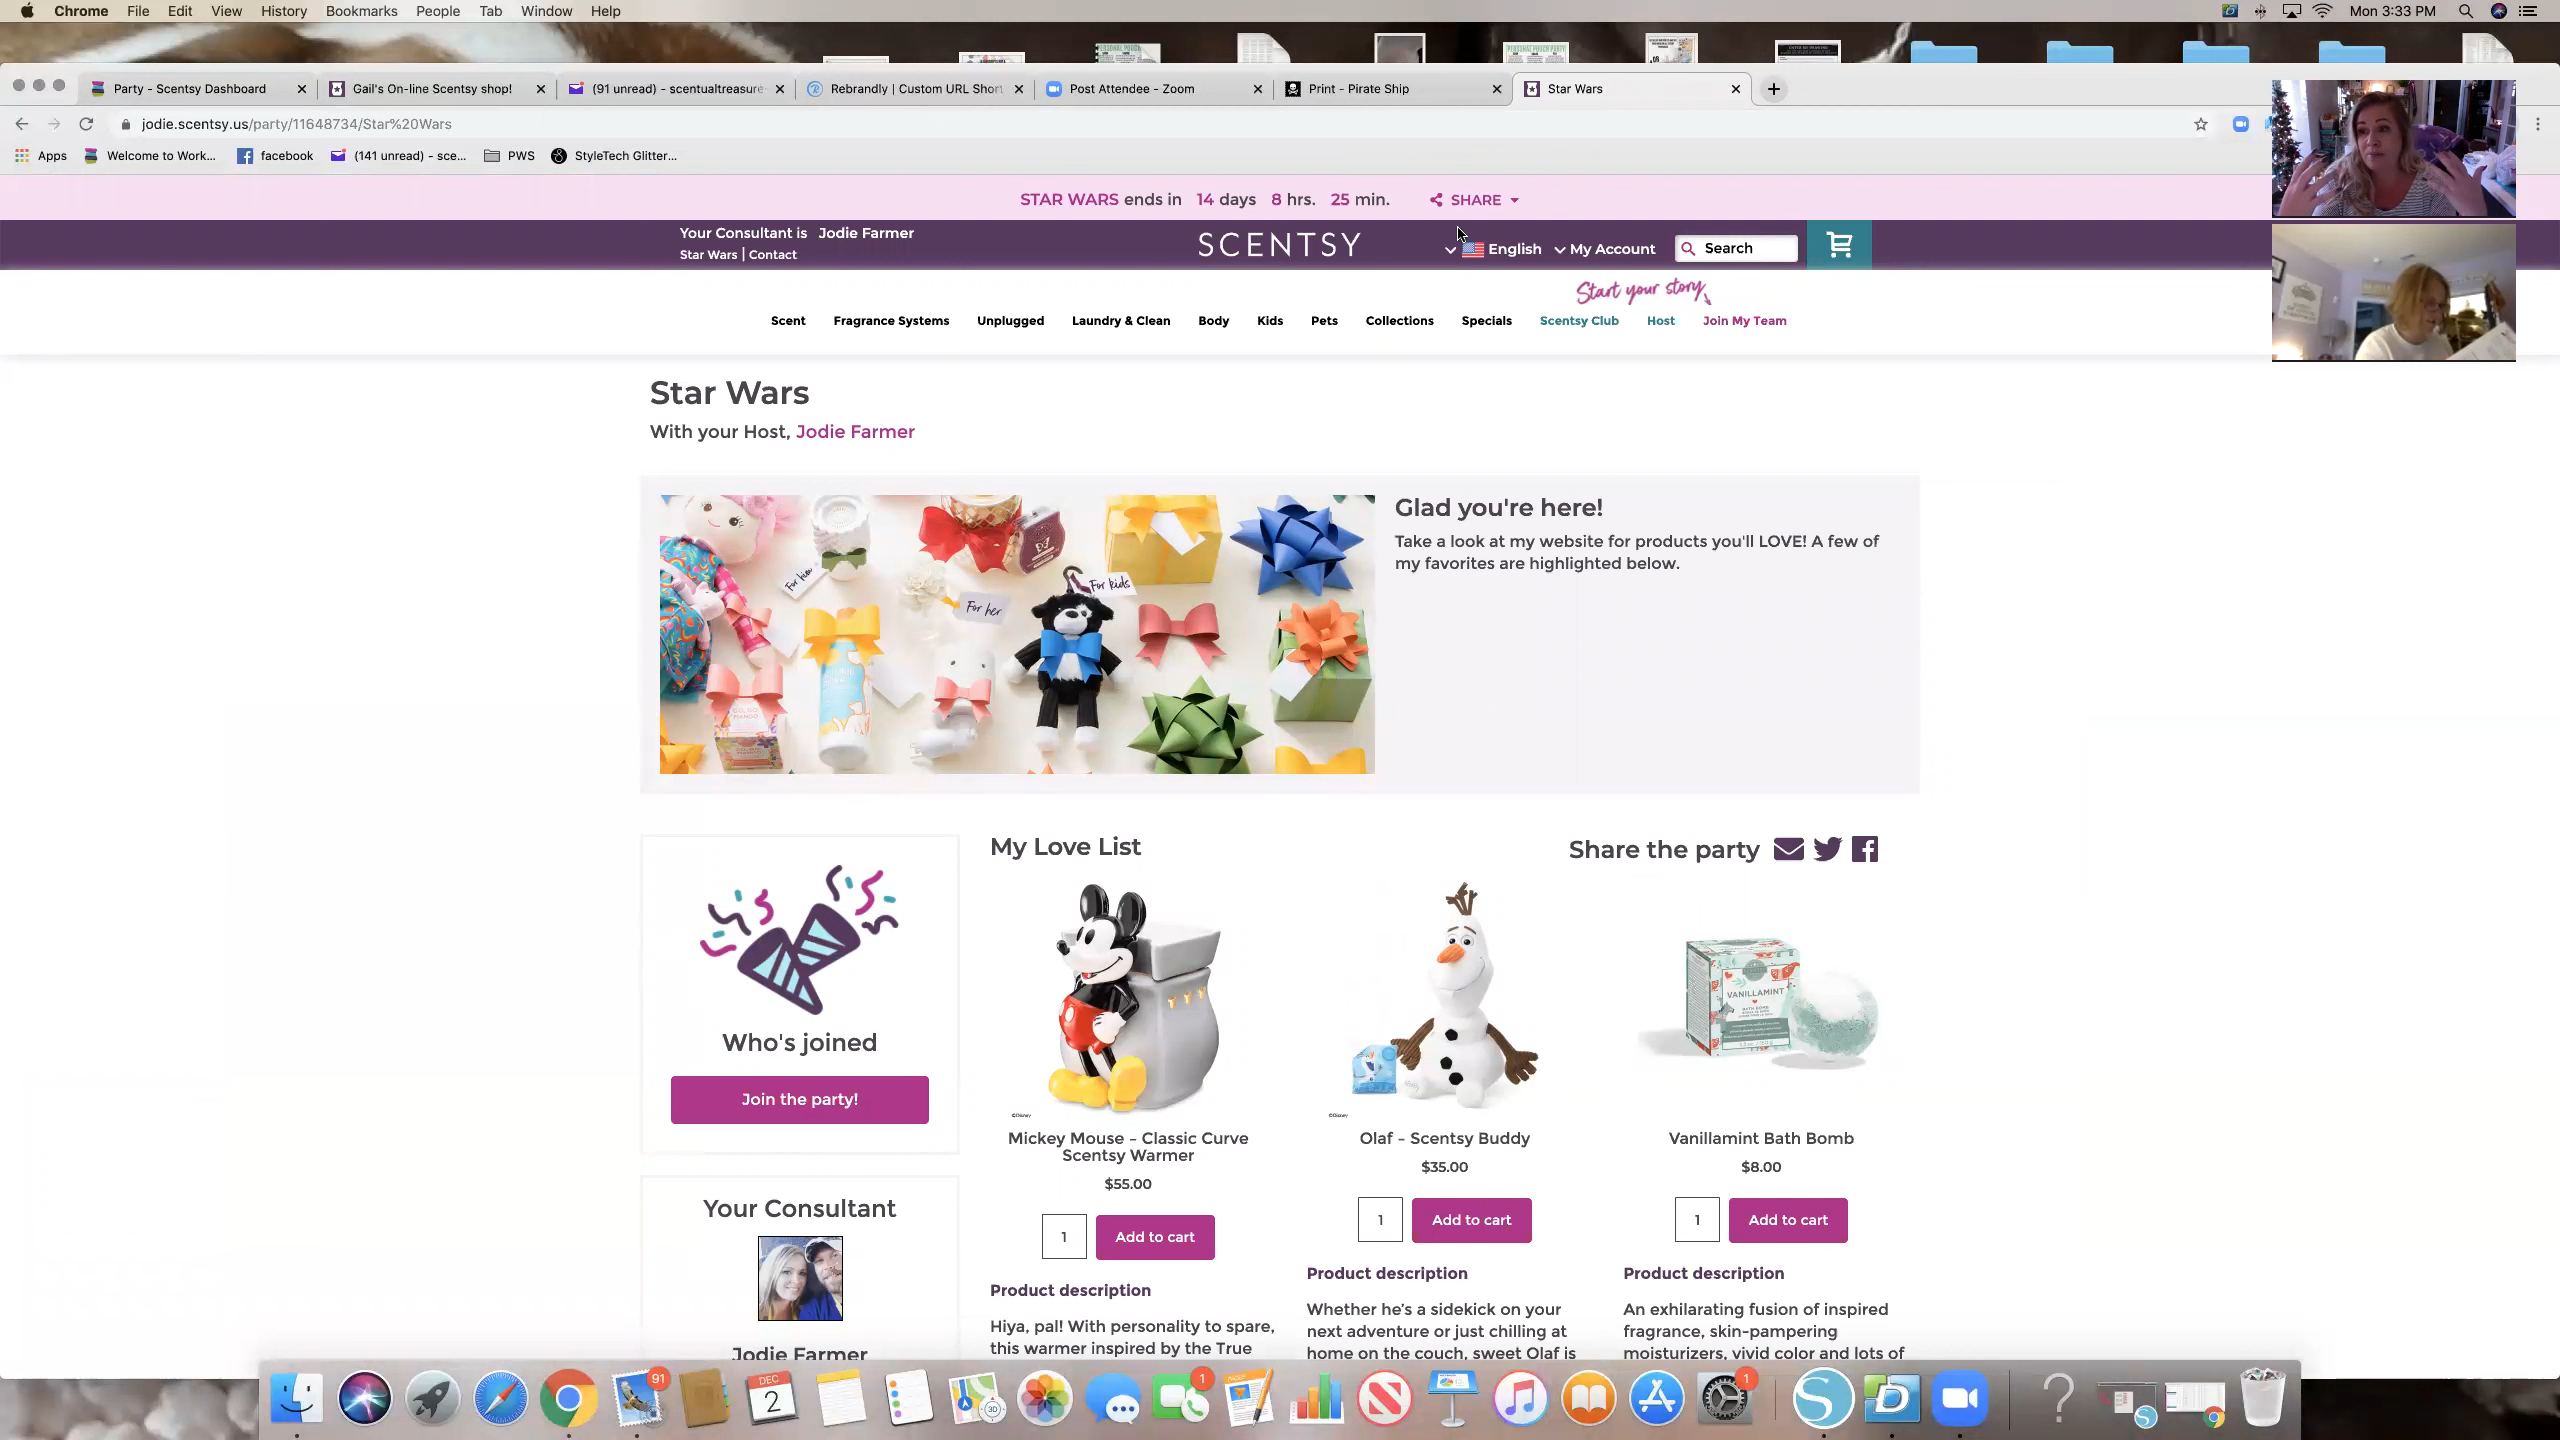 Chrome File Edit View History Bookmarks People Tab Window Help
Mon 3:33 PM
Party - Scentsy Dashboard
Gail's On-line Scentsy shop!
(91 unread) - scentualtreasure
Rebrandly | Custom URL Short
Post Attendee - Zoom
Print - Pirate Ship
Star Wars
jodie.scentsy.us/party/11648734/Star%20Wars
Apps
Welcome to Work...
facebook
(141 unread) - sce...
PWS
StyleTech Glitter...
STAR WARS ends in 14 days 8 hrs. 25 min.
SHARE
Your Consultant is Jodie Farmer
Star Wars | Contact
SCENTSY
English
My Account
Search
Start your story
Scent
Fragrance Systems
Unplugged
Laundry & Clean
Body
Kids
Pets
Collections
Specials
Scentsy Club
Host
Join My Team
Star Wars
With your Host, Jodie Farmer
For him
For her
For kids
Glad you're here!
Take a look at my website for products you'll LOVE! A few of
my favorites are highlighted below.
Who's joined
Join the party!
Your Consultant
Jodie Farmer
My Love List
Share the party
©Disney
Mickey Mouse – Classic Curve
Scentsy Warmer
$55.00
1
Add to cart
Product description
Hiya, pal! With personality to spare,
this warmer inspired by the True
©Disney
Olaf – Scentsy Buddy
$35.00
1
Add to cart
Product description
Whether he's a sidekick on your
next adventure or just chilling at
home on the couch, sweet Olaf is
VANILLAMINT
BATH BOMB
Vanillamint Bath Bomb
$8.00
1
Add to cart
Product description
An exhilarating fusion of inspired
fragrance, skin-pampering
moisturizers, vivid color and lots of
91
DEC
2
1
1